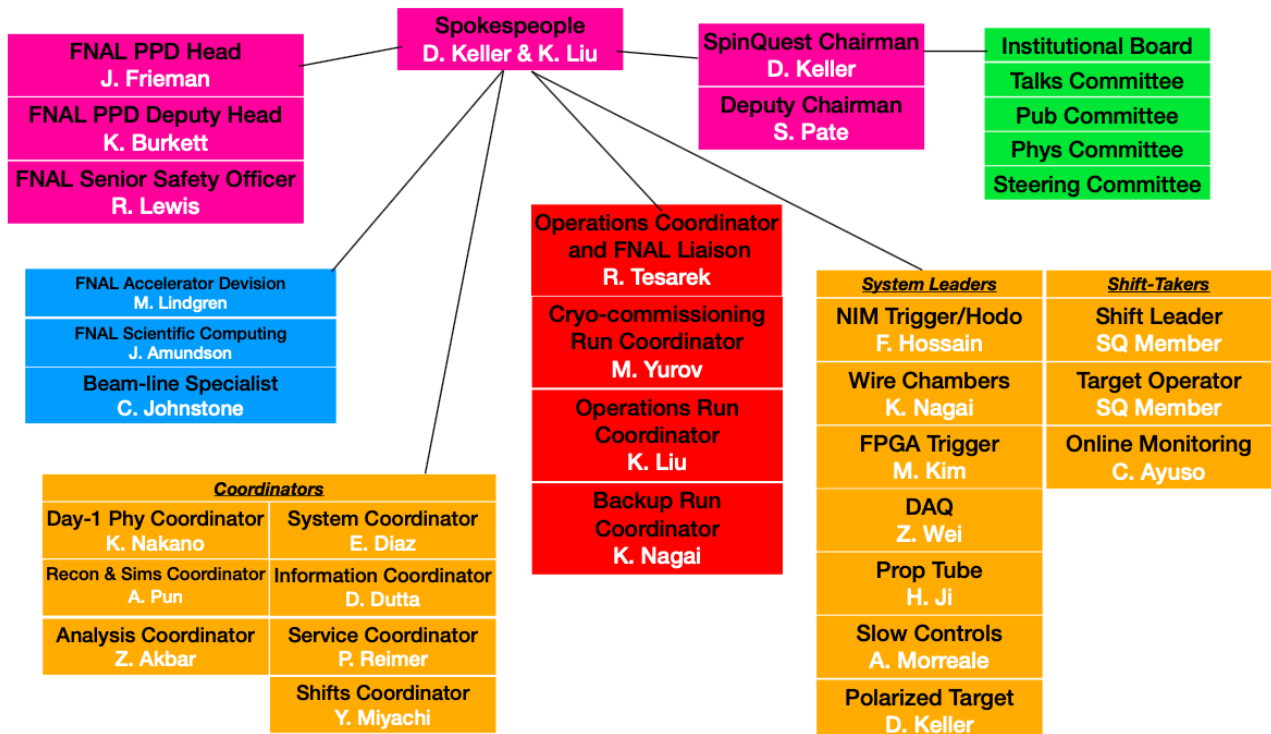 Spokespeople
D. Keller & K. Liu
FNAL PPD Head
J. Frieman
FNAL PPD Deputy Head
K. Burkett
FNAL Senior Safety Officer
R. Lewis
SpinQuest Chairman
D. Keller
Deputy Chairman
S. Pate
Institutional Board
Talks Committee
Pub Committee
Phys Committee
Steering Committee
FNAL Accelerator Devision
M. Lindgren
FNAL Scientific Computing
J. Amundson
Beam-line Specialist
C. Johnstone
Operations Coordinator
and FNAL Liaison
R. Tesarek
Cryo-commissioning
Run Coordinator
M. Yurov
Operations Run
Coordinator
K. Liu
Backup Run
Coordinator
K. Nagai
System Leaders
NIM Trigger/Hodo
F. Hossain
Wire Chambers
K. Nagai
FPGA Trigger
M. Kim
DAQ
Z. Wei
Prop Tube
H. Ji
Slow Controls
A. Morreale
Polarized Target
D. Keller
Shift-Takers
Shift Leader
SQ Member
Target Operator
SQ Member
Online Monitoring
C. Ayuso
Coordinators
Day-1 Phy Coordinator
K. Nakano
Recon & Sims Coordinator
A. Pun
Analysis Coordinator
Z. Akbar
System Coordinator
E. Diaz
Information Coordinator
D. Dutta
Service Coordinator
P. Reimer
Shifts Coordinator
Y. Miyachi